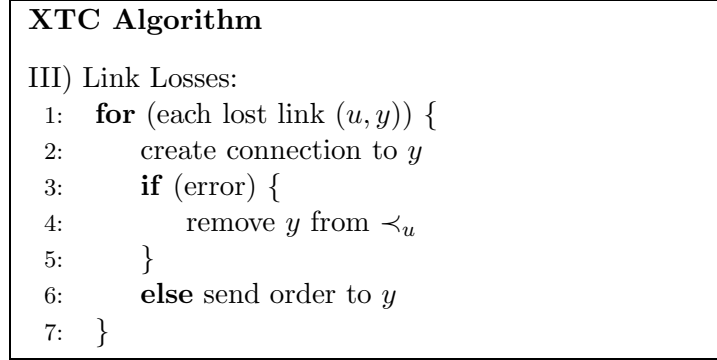 XTC Algorithm
III) Link Losses:
1: for (each lost link (u, y)) {
2: create connection to y
3: if (error) {
4: remove y from ≺u
5: }
6: else send order to y
7: }